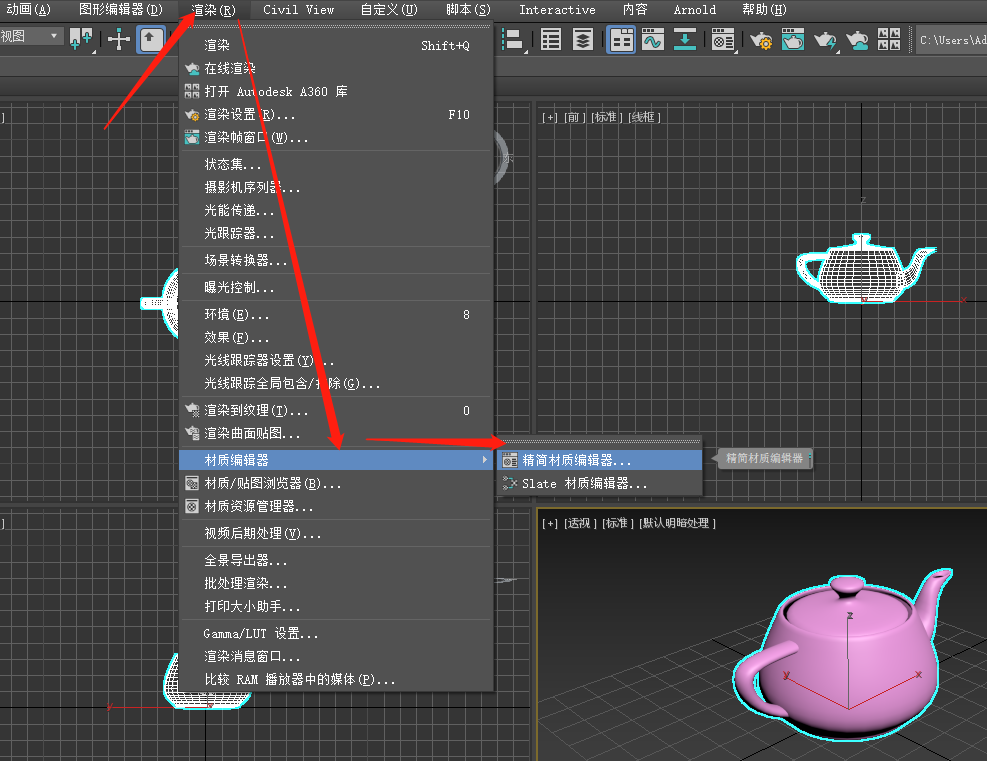 动画(A) 图形编辑器(D) 渲染(R) Civil View 自定义(U) 脚本(S) Interactive 内容 Arnold 帮助(H)
视图
C:\Users\Ad
渲染 Shift+Q
在线渲染
打开 Autodesk A360 库
渲染设置(R)... F10
渲染帧窗口(W)...
状态集...
摄影机序列器...
光能传递...
光跟踪器...
场景转换器...
曝光控制...
环境(E)... 8
效果(F)...
光线跟踪器设置(Y)...
光线跟踪全局包含/排除(G)...
渲染到纹理(T)... 0
渲染曲面贴图...
材质编辑器
材质/贴图浏览器(B)...
材质资源管理器...
视频后期处理(V)...
全景导出器...
批处理渲染...
打印大小助手...
Gamma/LUT 设置...
渲染消息窗口...
比较 RAM 播放器中的媒体(P)...
精简材质编辑器...
Slate 材质编辑器...
精简材质编辑器
]
东
[+] [前] [标准] [线框]
z
x
]
y
[+] [透视] [标准] [默认明暗处理]
z
y
x